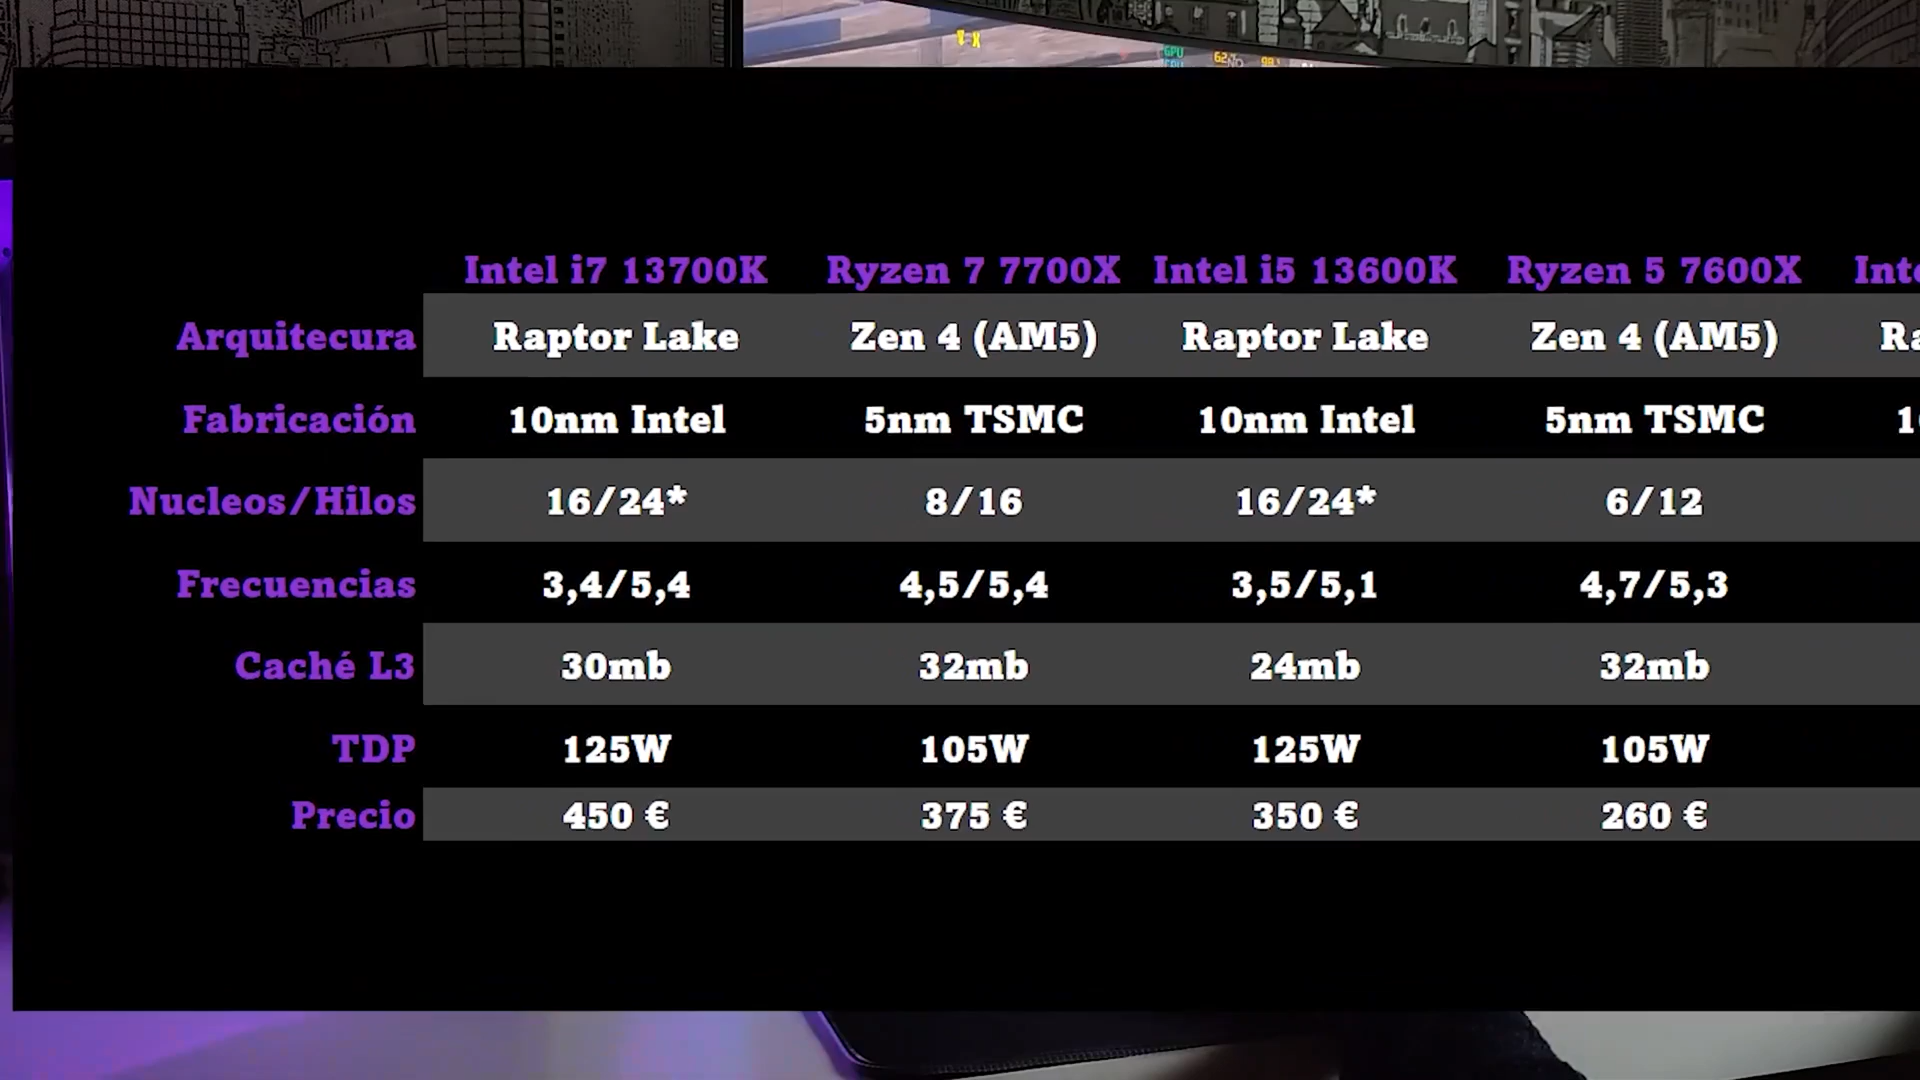 GPU
Intel i7 13700K Ryzen 7 7700X Intel i5 13600K Ryzen 5 7600X
Arquitecura Raptor Lake Zen 4 (AM5) Raptor Lake Zen 4 (AM5)
Fabricación 10nm Intel 5nm TSMC 10nm Intel 5nm TSMC
Nucleos/Hilos 16/24* 8/16 16/24* 6/12
Frecuencias 3,4/5,4 4,5/5,4 3,5/5,1 4,7/5,3
Caché L3 30mb 32mb 24mb 32mb
TDP 125W 105W 125W 105W
Precio 450 € 375 € 350 € 260 €